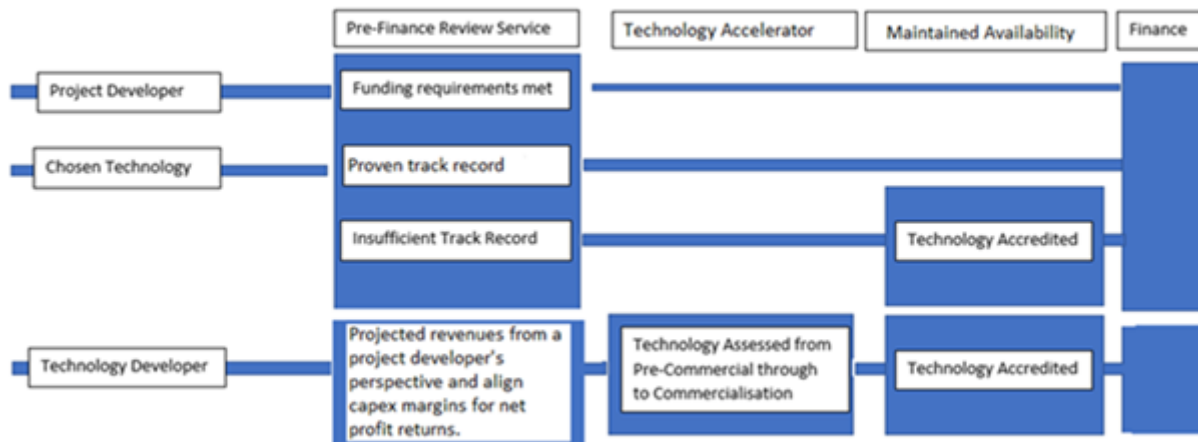 Pre-Finance Review Service
Technology Accelerator
Maintained Availability
Finance
Project Developer
Funding requirements met
Chosen Technology
Proven track record
Insufficient Track Record
Technology Accredited
Technology Developer
Projected revenues from a
project developer's
perspective and align
capex margins for net
profit returns.
Technology Assessed from
Pre-Commercial through
to Commercialisation
Technology Accredited